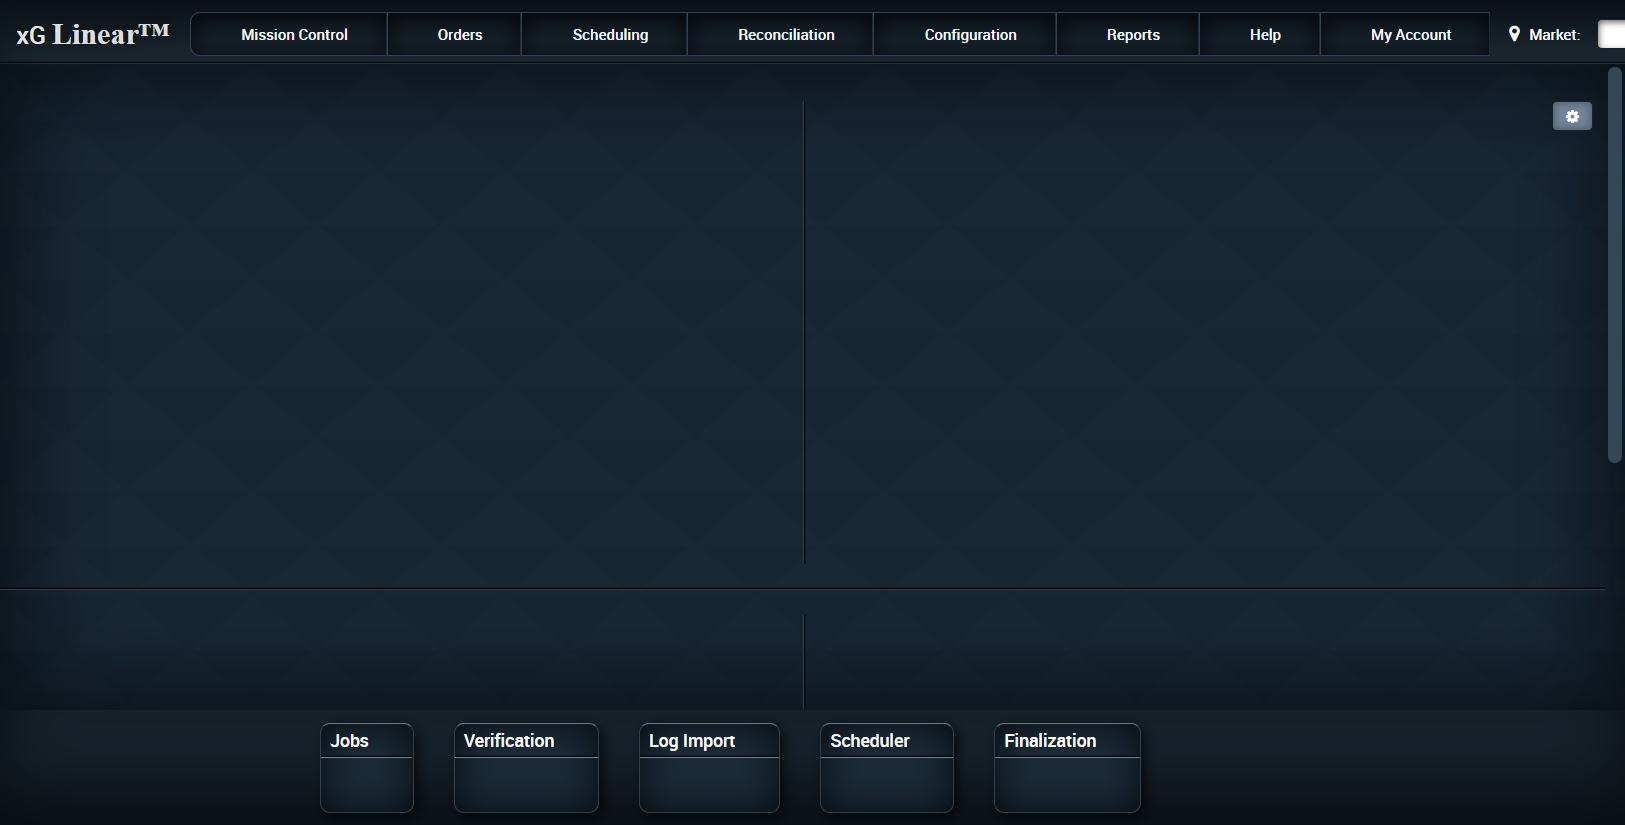 xG Linear™
Mission Control
Orders
Scheduling
Reconciliation
Configuration
Reports
Help
My Account
Market:
Jobs
Verification
Log Import
Scheduler
Finalization